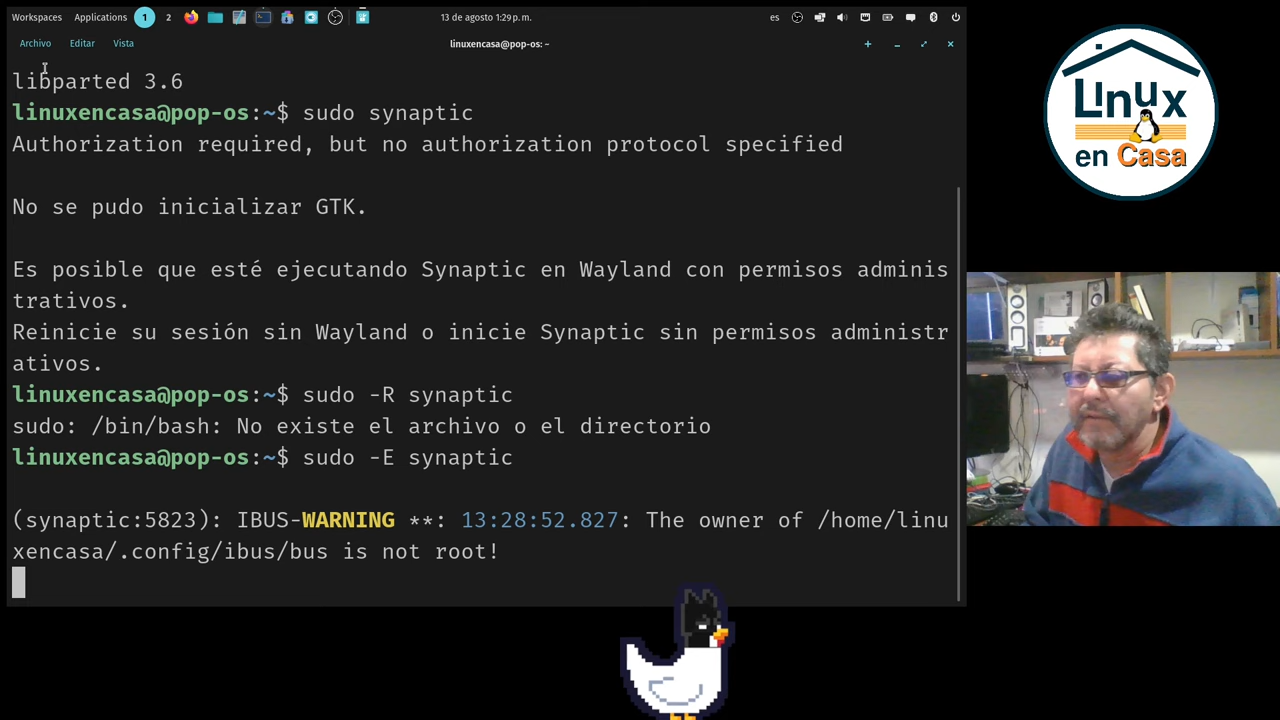 Workspaces Applications 1 2 13 de agosto 1:29 p. m. es
Archivo Editar Vista linuxencasa@pop-os: ~
libparted 3.6
linuxencasa@pop-os:~$ sudo synaptic
Authorization required, but no authorization protocol specified
No se pudo inicializar GTK.
Es posible que esté ejecutando Synaptic en Wayland con permisos adminis
trativos.
Reinicie su sesión sin Wayland o inicie Synaptic sin permisos administr
ativos.
linuxencasa@pop-os:~$ sudo -R synaptic
sudo: /bin/bash: No existe el archivo o el directorio
linuxencasa@pop-os:~$ sudo -E synaptic
(synaptic:5823): IBUS-WARNING **: 13:28:52.827: The owner of /home/linu
xencasa/.config/ibus/bus is not root!
Linux
en Casa